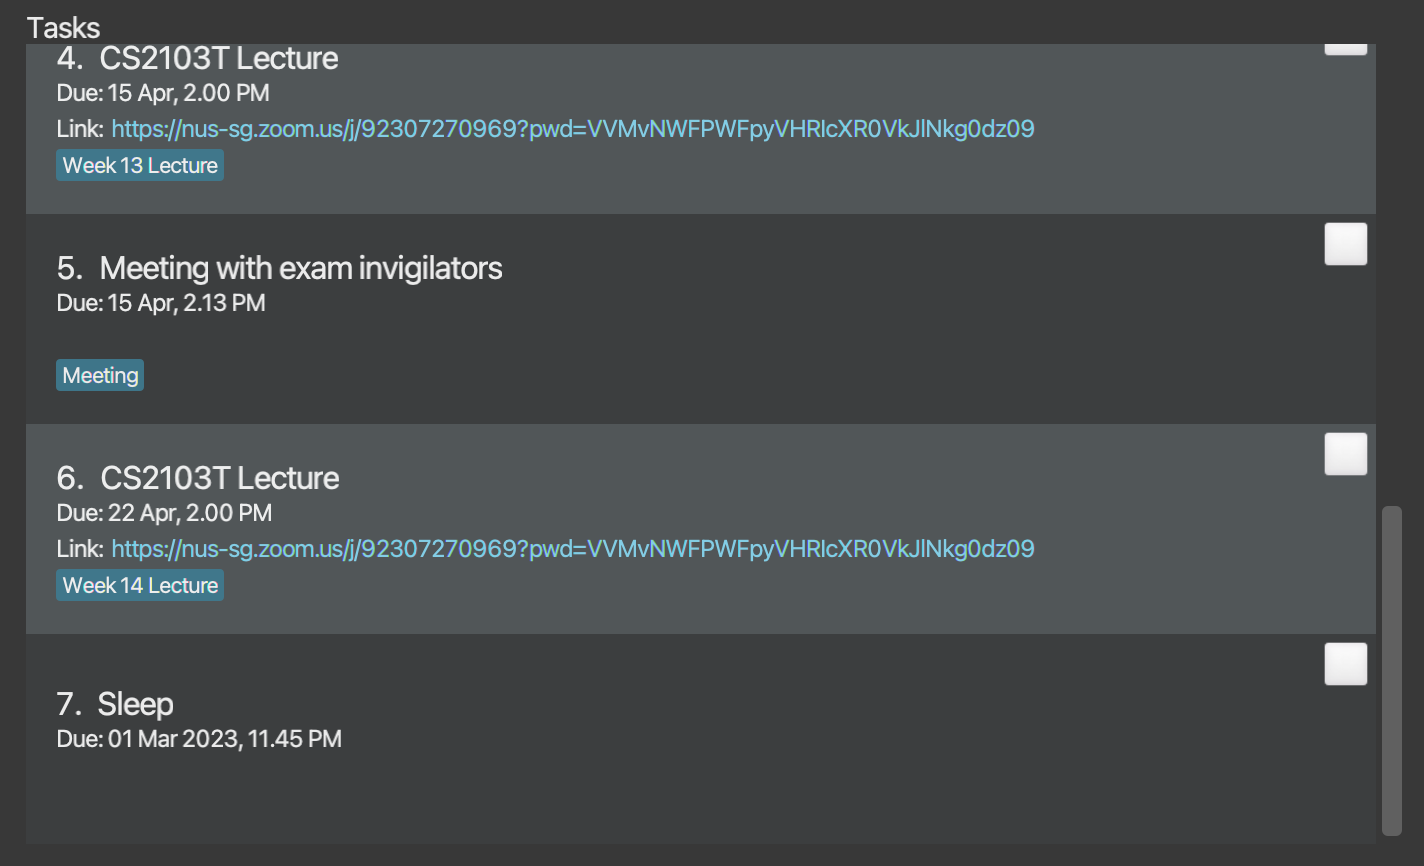 Tasks
4. CS2103T Lecture
Due: 15 Apr, 2.00 PM
Link: https://nus-sg.zoom.us/j/92307270969?pwd=VVMvNWFPWFpyVHRIcXR0VkJlNkg0dz09
Week 13 Lecture
5. Meeting with exam invigilators
Due: 15 Apr, 2.13 PM
Meeting
6. CS2103T Lecture
Due: 22 Apr, 2.00 PM
Link: https://nus-sg.zoom.us/j/92307270969?pwd=VVMvNWFPWFpyVHRIcXR0VkJlNkg0dz09
Week 14 Lecture
7. Sleep
Due: 01 Mar 2023, 11.45 PM